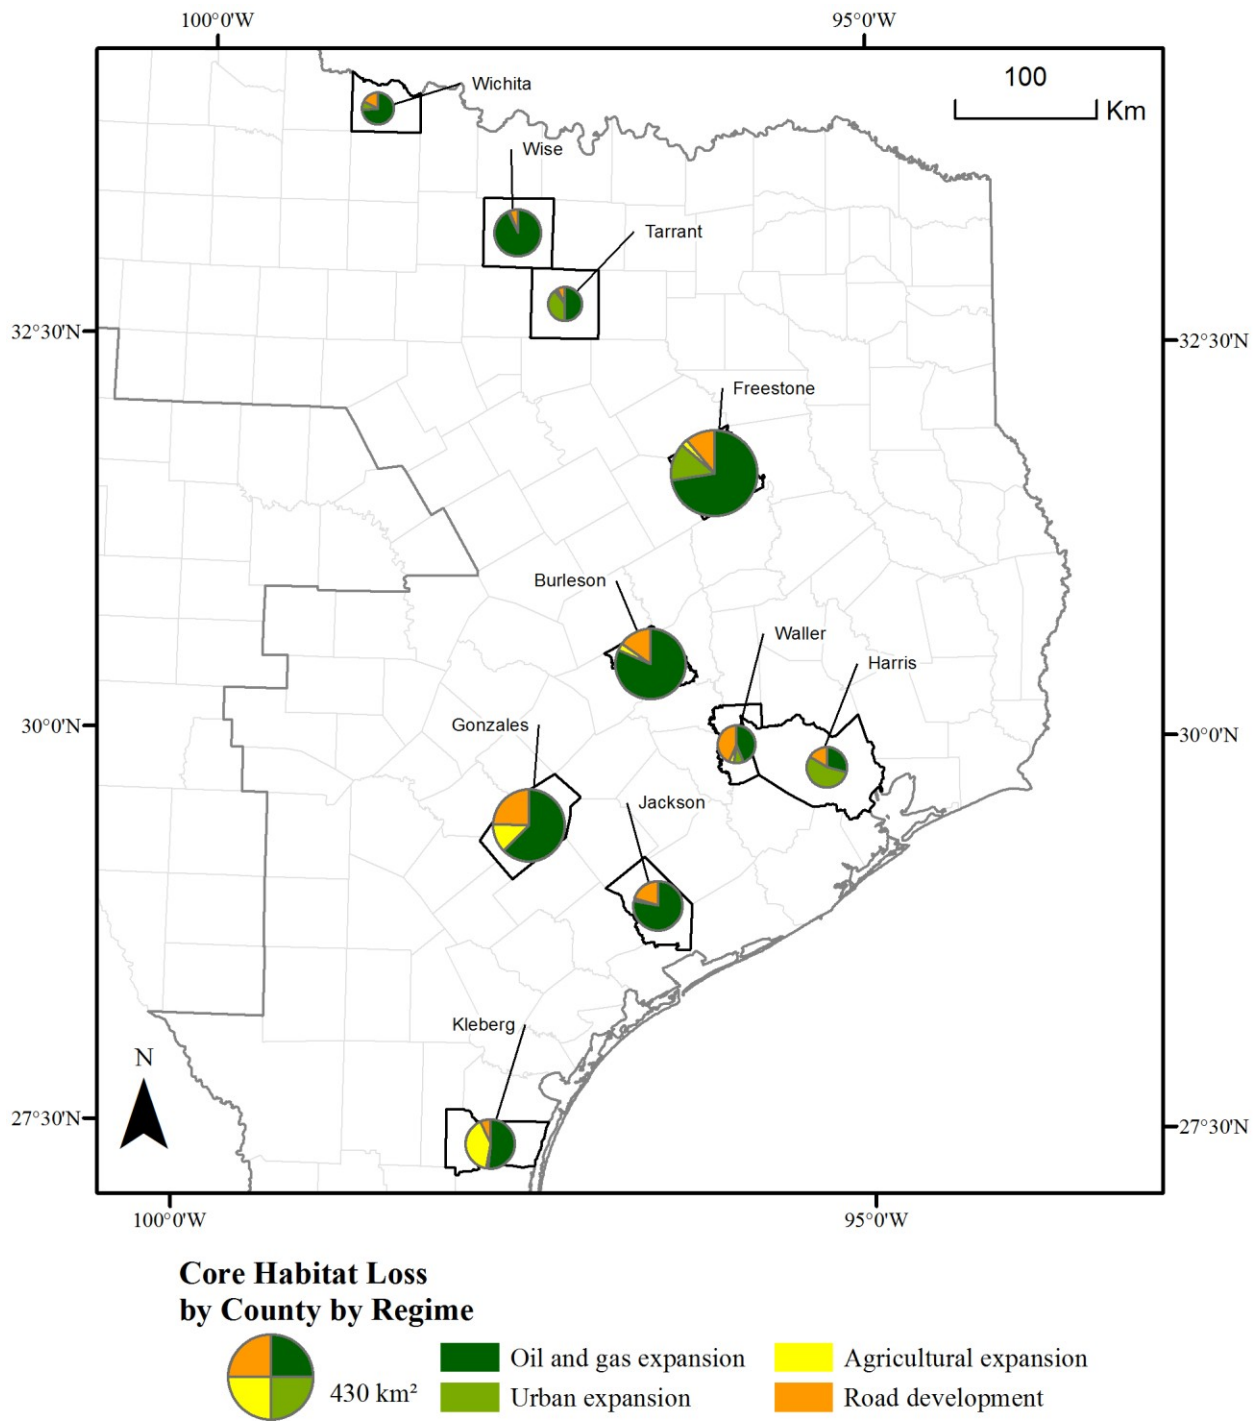 100°0'W 95°0'W
100
Km
Wichita
Wise
Tarrant
32°30'N 32°30'N
Freestone
Burleson
Waller
Harris
30°0'N 30°0'N
Gonzales
Jackson
Kleberg
N
27°30'N 27°30'N
100°0'W 95°0'W
Core Habitat Loss
by County by Regime
430 km²
Oil and gas expansion
Urban expansion
Agricultural expansion
Road development